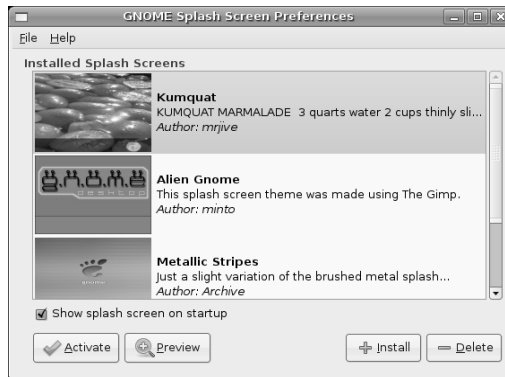 GNOME Splash Screen Preferences
File Help
Installed Splash Screens
Kumquat
KUMQUAT MARMALADE 3 quarts water 2 cups thinly sli...
Author: mrjive
g.n.o.m.e
DESKTOP
Alien Gnome
This splash screen theme was made using The Gimp.
Author: minto
gnome
Metallic Stripes
Just a slight variation of the brushed metal splash...
Author: Archive
Show splash screen on startup
Activate Preview Install Delete